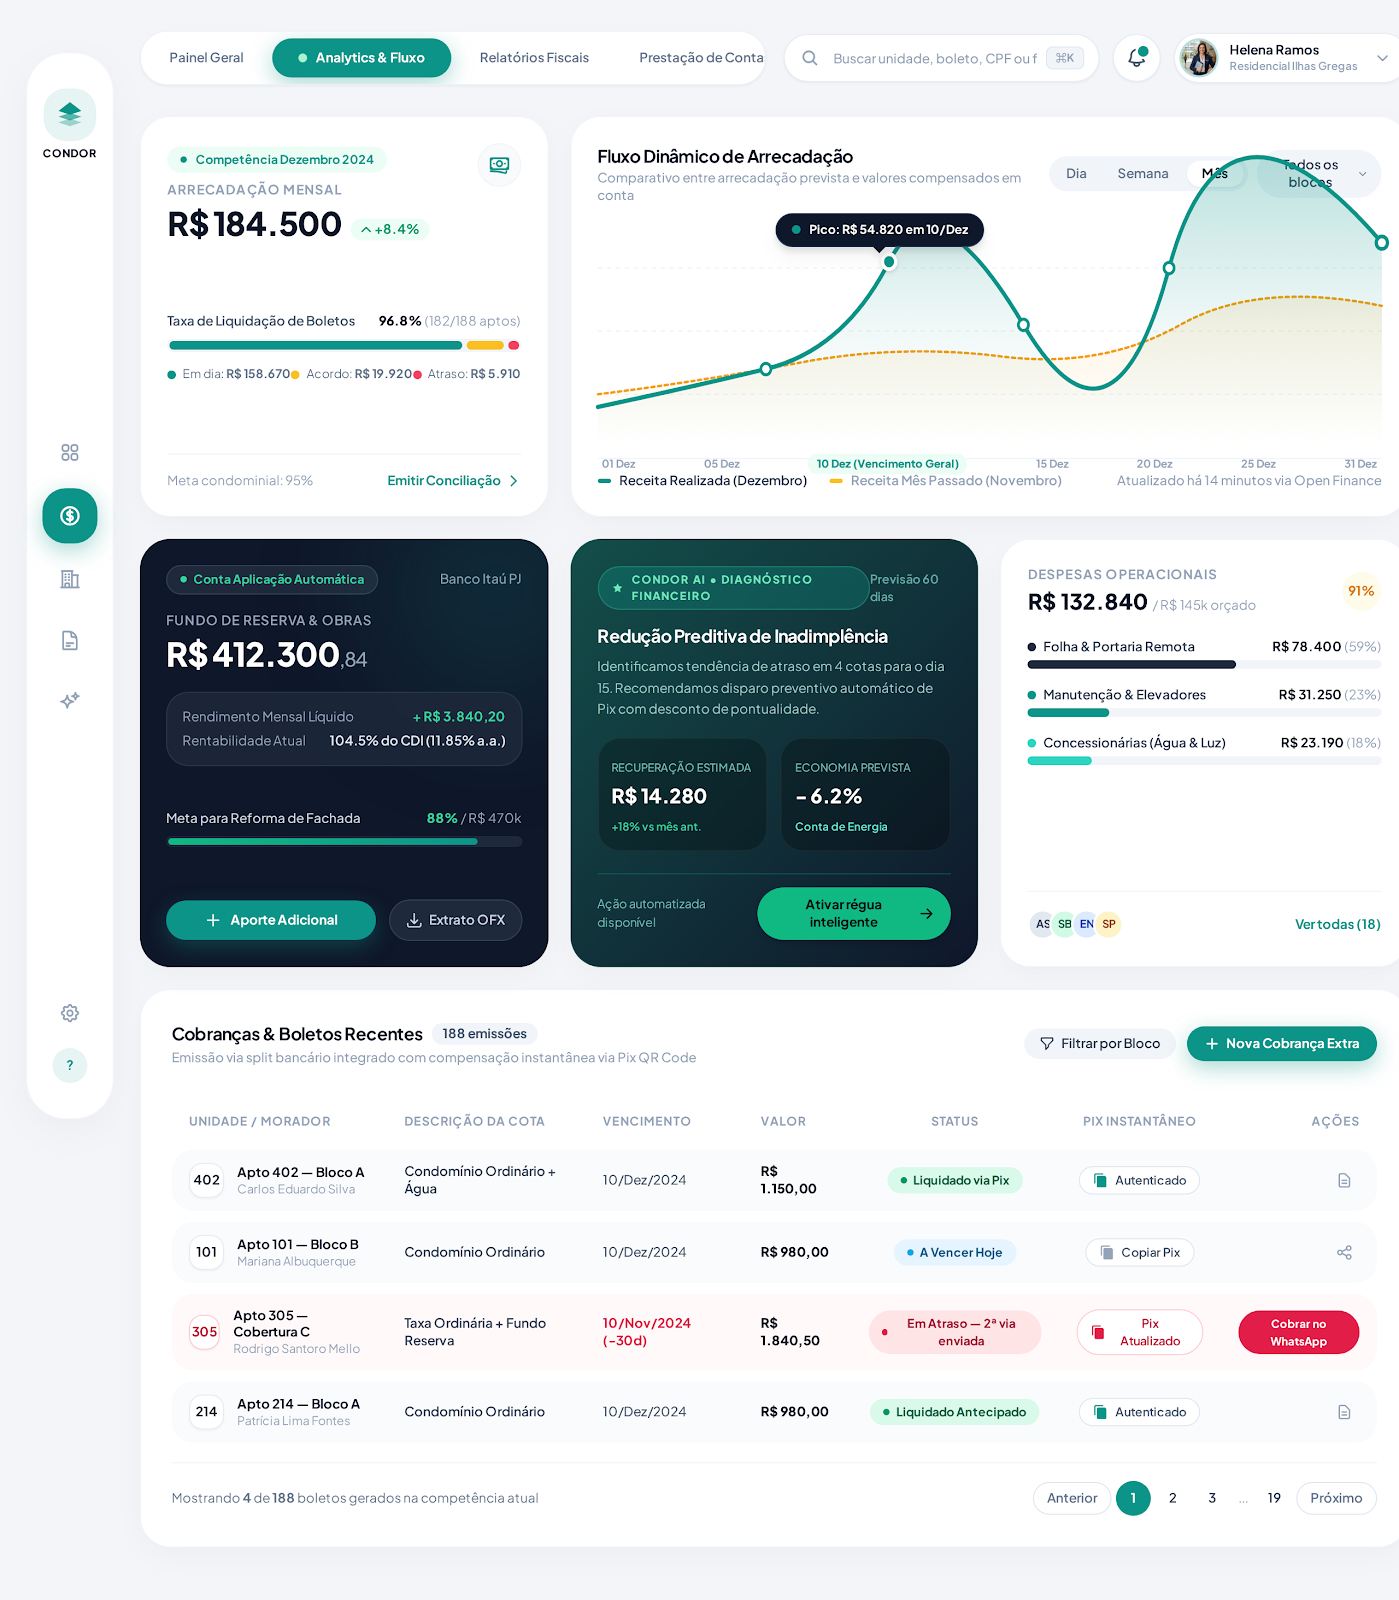 CONDOR
?
Painel Geral
Analytics & Fluxo
Relatórios Fiscais
Prestação de Conta
Buscar unidade, boleto, CPF ou f
⌘K
Helena Ramos
Residencial Ilhas Gregas
Competência Dezembro 2024
ARRECADAÇÃO MENSAL
R$ 184.500
+8.4%
Taxa de Liquidação de Boletos
96.8% (182/188 aptos)
Em dia: R$ 158.670
Acordo: R$ 19.920
Atraso: R$ 5.910
Meta condominial: 95%
Emitir Conciliação
Fluxo Dinâmico de Arrecadação
Comparativo entre arrecadação prevista e valores compensados em
conta
Dia
Semana
Mês
Todos os
blocos
Pico: R$ 54.820 em 10/Dez
01 Dez
05 Dez
10 Dez (Vencimento Geral)
15 Dez
20 Dez
25 Dez
31 Dez
Receita Realizada (Dezembro)
Receita Mês Passado (Novembro)
Atualizado há 14 minutos via Open Finance
Conta Aplicação Automática
Banco Itaú PJ
FUNDO DE RESERVA & OBRAS
R$ 412.300,84
Rendimento Mensal Líquido
+ R$ 3.840,20
Rentabilidade Atual
104.5% do CDI (11.85% a.a.)
Meta para Reforma de Fachada
88% / R$ 470k
Aporte Adicional
Extrato OFX
CONDOR AI • DIAGNÓSTICO
FINANCEIRO
Previsão 60
dias
Redução Preditiva de Inadimplência
Identificamos tendência de atraso em 4 cotas para o dia
15. Recomendamos disparo preventivo automático de
Pix com desconto de pontualidade.
RECUPERAÇÃO ESTIMADA
R$ 14.280
+18% vs mês ant.
ECONOMIA PREVISTA
- 6.2%
Conta de Energia
Ação automatizada
disponível
Ativar régua
inteligente
DESPESAS OPERACIONAIS
R$ 132.840 / R$ 145k orçado
91%
Folha & Portaria Remota
R$ 78.400 (59%)
Manutenção & Elevadores
R$ 31.250 (23%)
Concessionárias (Água & Luz)
R$ 23.190 (18%)
AS
SB
EN
SP
Ver todas (18)
Cobranças & Boletos Recentes
188 emissões
Emissão via split bancário integrado com compensação instantânea via Pix QR Code
Filtrar por Bloco
Nova Cobrança Extra
UNIDADE / MORADOR
DESCRIÇÃO DA COTA
VENCIMENTO
VALOR
STATUS
PIX INSTANTÂNEO
AÇÕES
402
Apto 402 — Bloco A
Carlos Eduardo Silva
Condomínio Ordinário +
Água
10/Dez/2024
R$
1.150,00
Liquidado via Pix
Autenticado
101
Apto 101 — Bloco B
Mariana Albuquerque
Condomínio Ordinário
10/Dez/2024
R$ 980,00
A Vencer Hoje
Copiar Pix
305
Apto 305 —
Cobertura C
Rodrigo Santoro Mello
Taxa Ordinária + Fundo
Reserva
10/Nov/2024
(-30d)
R$
1.840,50
Em Atraso — 2ª via
enviada
Pix
Atualizado
Cobrar no
WhatsApp
214
Apto 214 — Bloco A
Patrícia Lima Fontes
Condomínio Ordinário
10/Dez/2024
R$ 980,00
Liquidado Antecipado
Autenticado
Mostrando 4 de 188 boletos gerados na competência atual
Anterior
1
2
3
...
19
Próximo